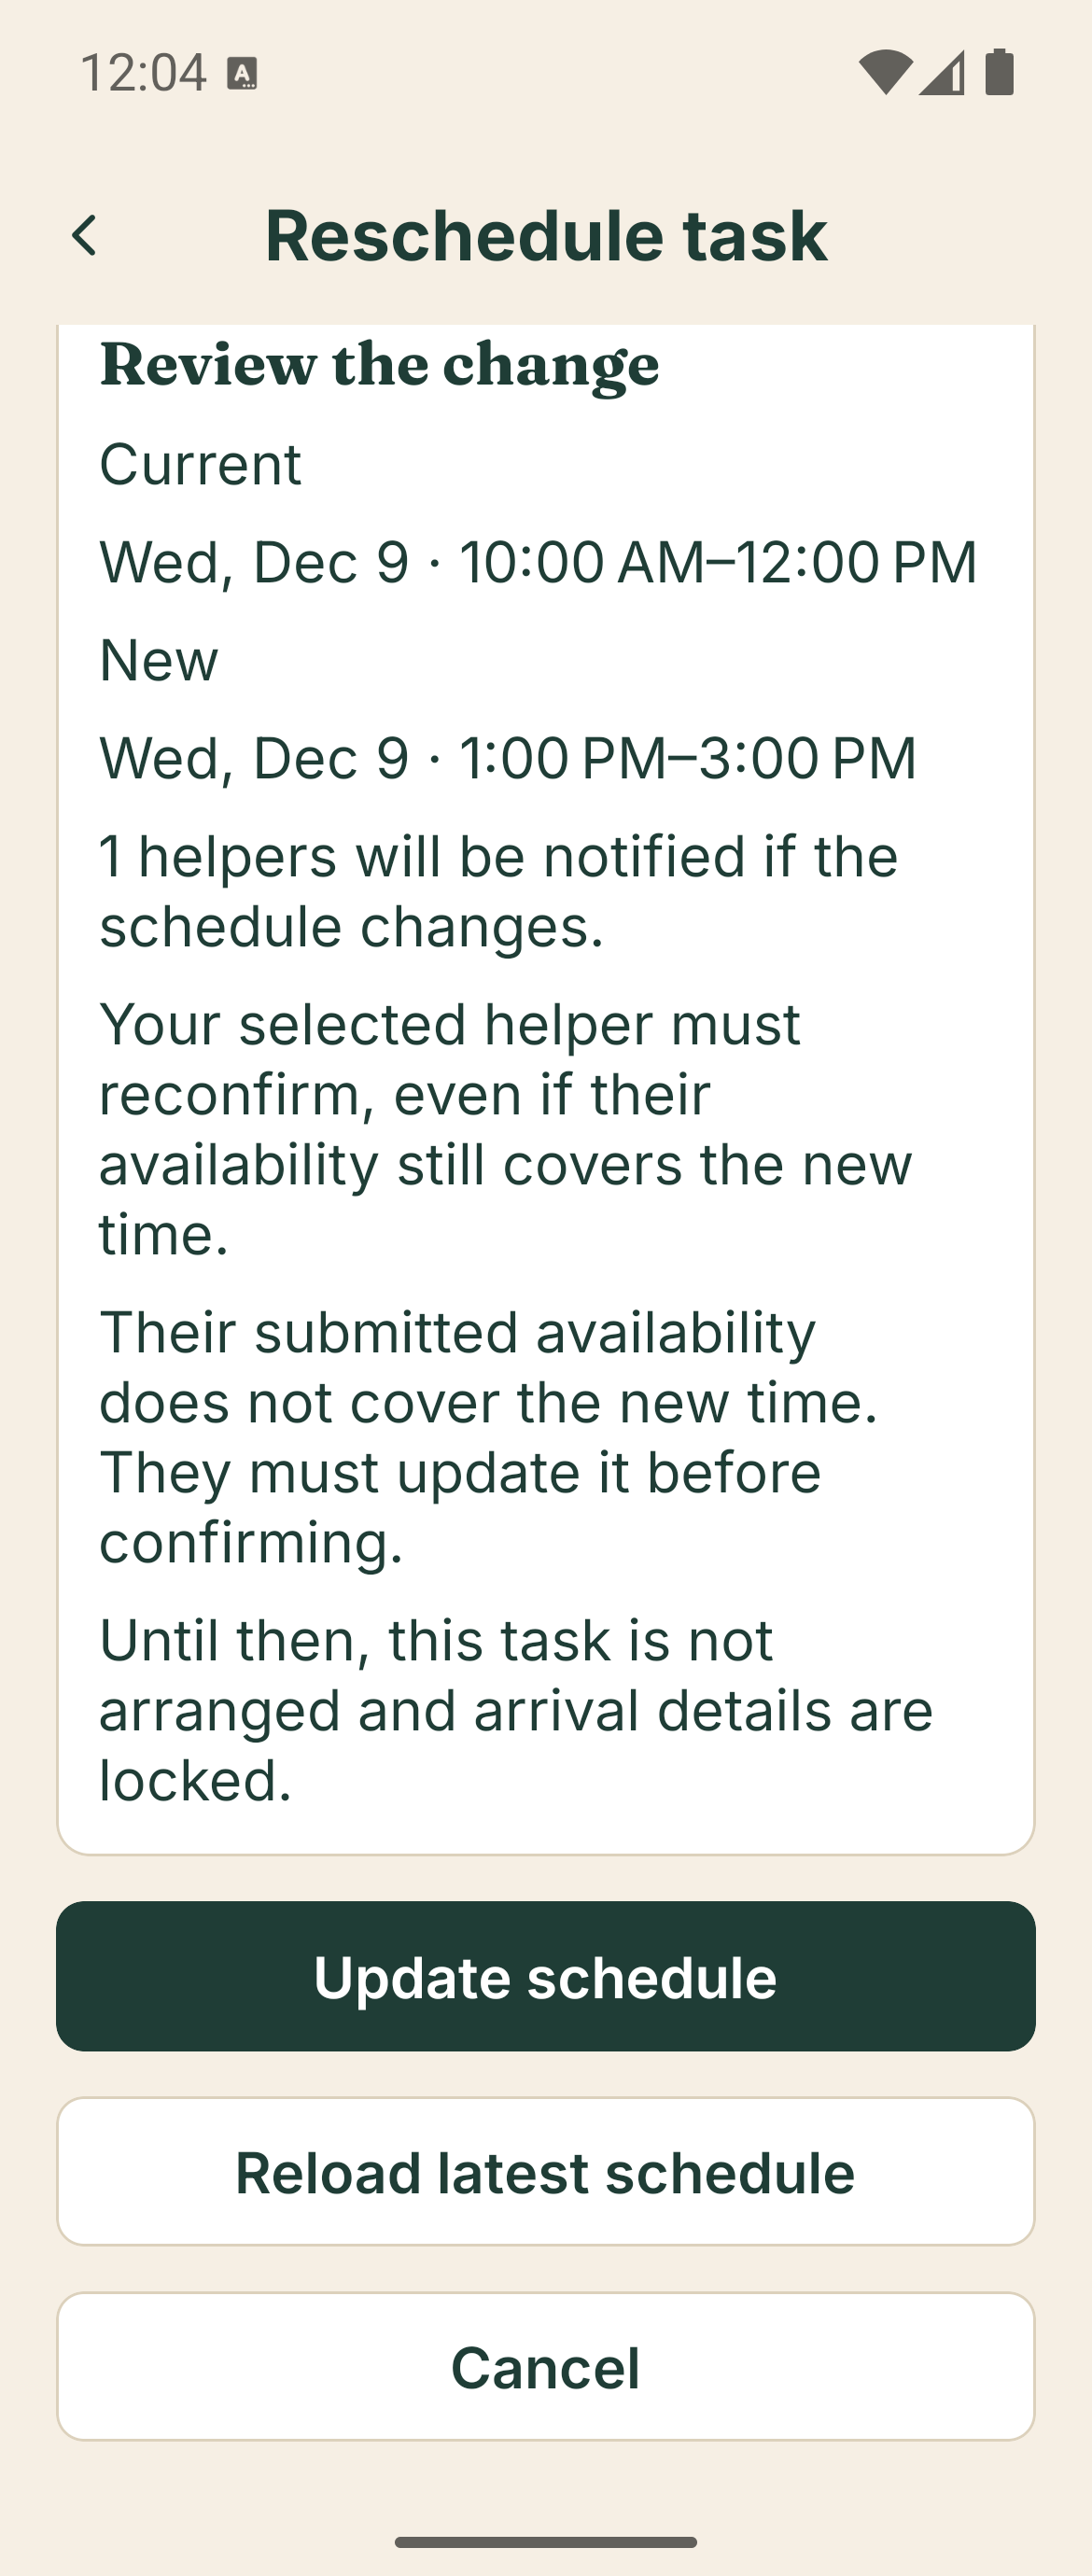 12:04
Reschedule task
Review the change
Current
Wed, Dec 9 · 10:00 AM–12:00 PM
New
Wed, Dec 9 · 1:00 PM–3:00 PM
1 helpers will be notified if the
schedule changes.
Your selected helper must
reconfirm, even if their
availability still covers the new
time.
Their submitted availability
does not cover the new time.
They must update it before
confirming.
Until then, this task is not
arranged and arrival details are
locked.
Update schedule
Reload latest schedule
Cancel